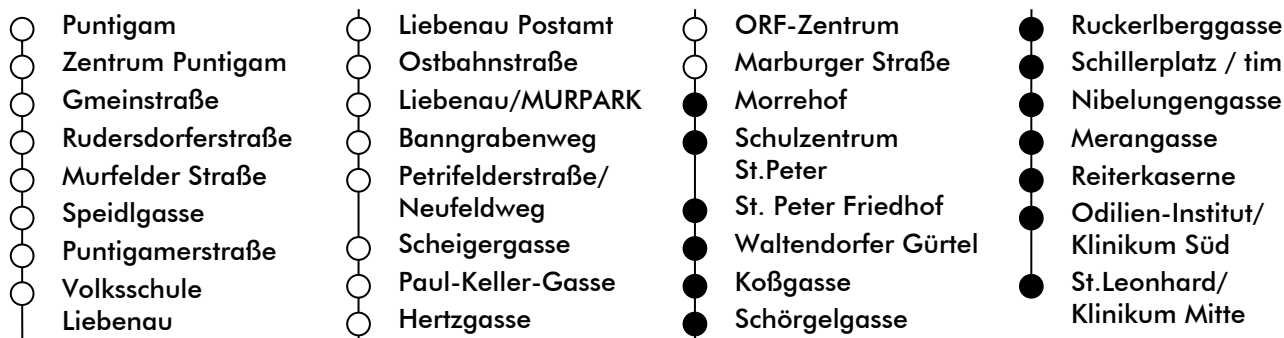 Puntigam
Zentrum Puntigam
Gmeinstraße
Rudersdorferstraße
Murfelder Straße
Speidlgasse
Puntigamerstraße
Volksschule
Liebenau
Liebenau Postamt
Ostbahnstraße
Liebenau/MURPARK
Banngrabenweg
Petrifelderstraße/
Neufeldweg
Scheigergasse
Paul-Keller-Gasse
Hertzgasse
ORF-Zentrum
Marburger Straße
Morrehof
Schulzentrum
St.Peter
St. Peter Friedhof
Waltendorfer Gürtel
Koßgasse
Schörgelgasse
Ruckerlberggasse
Schillerplatz / tim
Nibelungengasse
Merangasse
Reiterkaserne
Odilien-Institut/
Klinikum Süd
St.Leonhard/
Klinikum Mitte